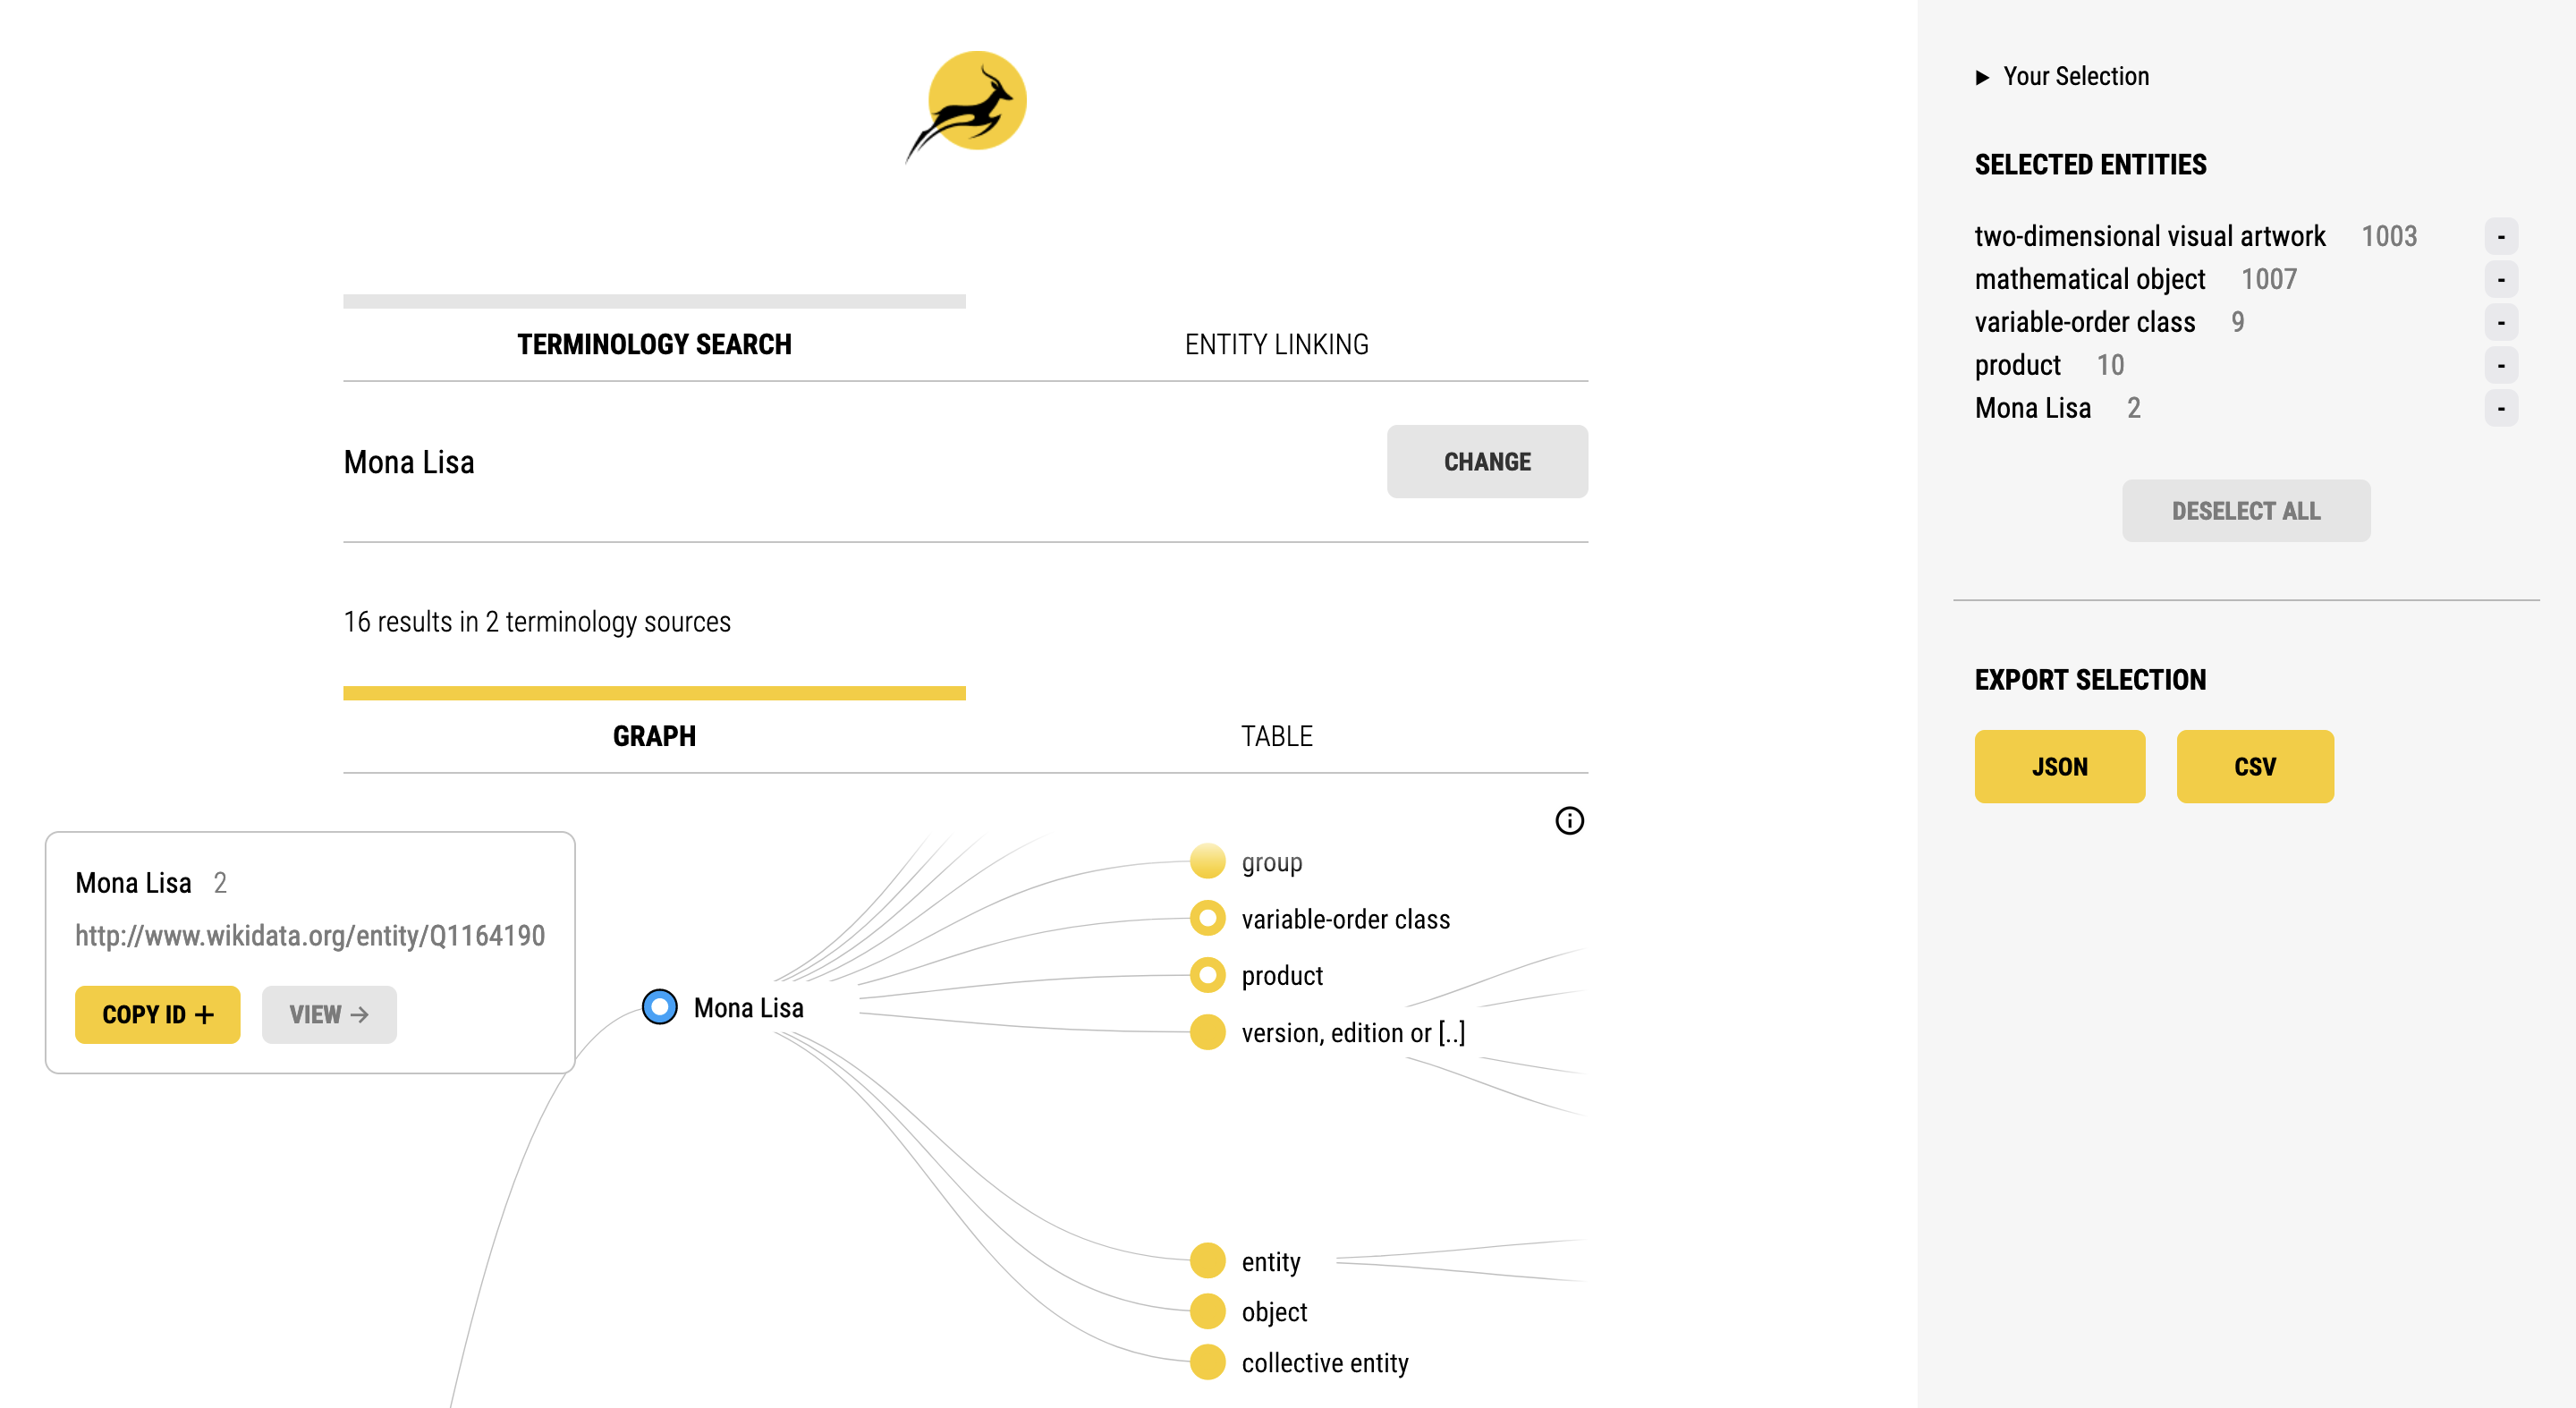 TERMINOLOGY SEARCH
ENTITY LINKING
Mona Lisa
CHANGE
16 results in 2 terminology sources
GRAPH
TABLE
Mona Lisa 2
http://www.wikidata.org/entity/Q1164190
COPY ID +
VIEW →
Mona Lisa
group
variable-order class
product
version, edition or [..]
entity
object
collective entity
Your Selection
SELECTED ENTITIES
two-dimensional visual artwork 1003 -
mathematical object 1007 -
variable-order class 9 -
product 10 -
Mona Lisa 2 -
DESELECT ALL
EXPORT SELECTION
JSON
CSV